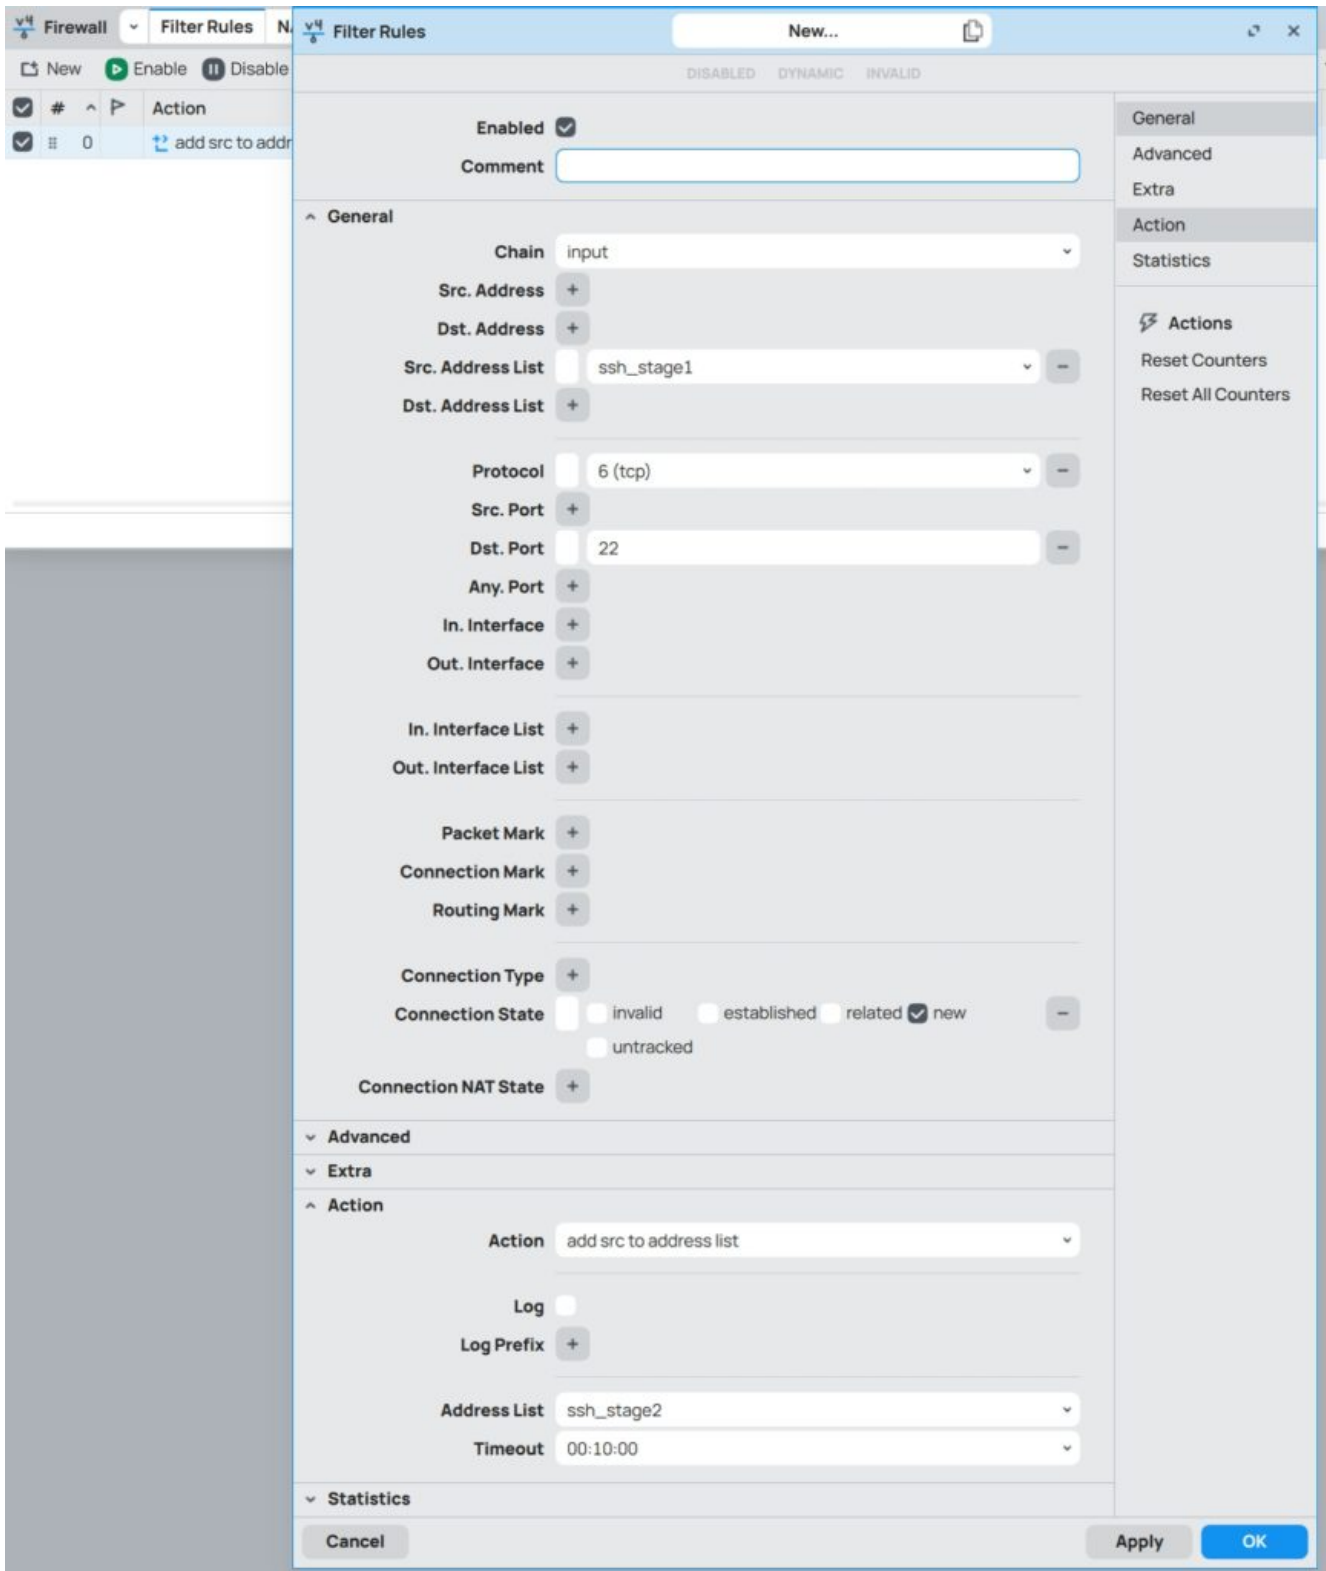 Firewall Filter Rules Filter Rules New...
New Enable Disable DISABLED DYNAMIC INVALID
# Action
0 add src to addr
Enabled
Comment
General
Chain input
Src. Address +
Dst. Address +
Src. Address List ssh_stage1 -
Dst. Address List +
Protocol 6 (tcp) -
Src. Port +
Dst. Port 22 -
Any. Port +
In. Interface +
Out. Interface +
In. Interface List +
Out. Interface List +
Packet Mark +
Connection Mark +
Routing Mark +
Connection Type +
Connection State invalid established related new -
untracked
Connection NAT State +
Advanced
Extra
Action
Action add src to address list
Log
Log Prefix +
Address List ssh_stage2
Timeout 00:10:00
Statistics
Cancel Apply OK
General
Advanced
Extra
Action
Statistics
Actions
Reset Counters
Reset All Counters